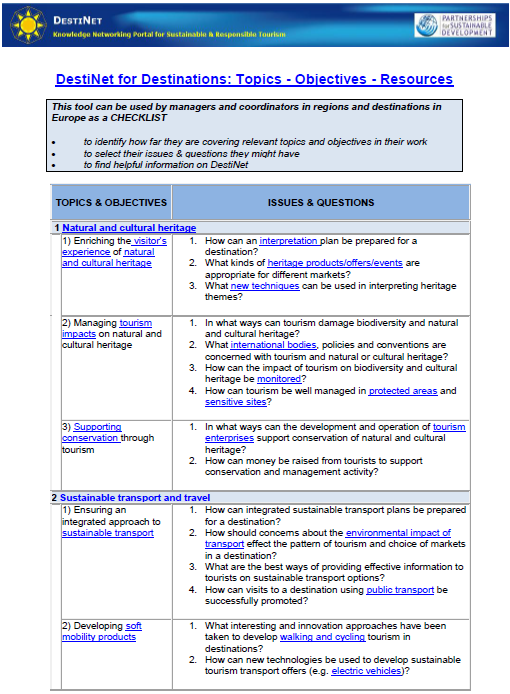 DESTINET
Knowledge Networking Portal for Sustainable & Responsible Tourism
PARTNERSHIPS
for SUSTAINABLE
DEVELOPMENT
DestiNet for Destinations: Topics - Objectives - Resources
This tool can be used by managers and coordinators in regions and destinations in
Europe as a CHECKLIST
• to identify how far they are covering relevant topics and objectives in their work
• to select their issues & questions they might have
• to find helpful information on DestiNet
TOPICS & OBJECTIVES
ISSUES & QUESTIONS
1 Natural and cultural heritage
1) Enriching the visitor's
experience of natural
and cultural heritage
1. How can an interpretation plan be prepared for a
destination?
2. What kinds of heritage products/offers/events are
appropriate for different markets?
3. What new techniques can be used in interpreting heritage
themes?
2) Managing tourism
impacts on natural and
cultural heritage
1. In what ways can tourism damage biodiversity and natural
and cultural heritage?
2. What international bodies, policies and conventions are
concerned with tourism and natural or cultural heritage?
3. How can the impact of tourism on biodiversity and cultural
heritage be monitored?
4. How can tourism be well managed in protected areas and
sensitive sites?
3) Supporting
conservation through
tourism
1. In what ways can the development and operation of tourism
enterprises support conservation of natural and cultural
heritage?
2. How can money be raised from tourists to support
conservation and management activity?
2 Sustainable transport and travel
1) Ensuring an
integrated approach to
sustainable transport
1. How can integrated sustainable transport plans be prepared
for a destination?
2. How should concerns about the environmental impact of
transport effect the pattern of tourism and choice of markets
in a destination?
3. What are the best ways of providing effective information to
tourists on sustainable transport options?
4. How can visits to a destination using public transport be
successfully promoted?
2) Developing soft
mobility products
1. What interesting and innovation approaches have been
taken to develop walking and cycling tourism in
destinations?
2. How can new technologies be used to develop sustainable
tourism transport offers (e.g. electric vehicles)?